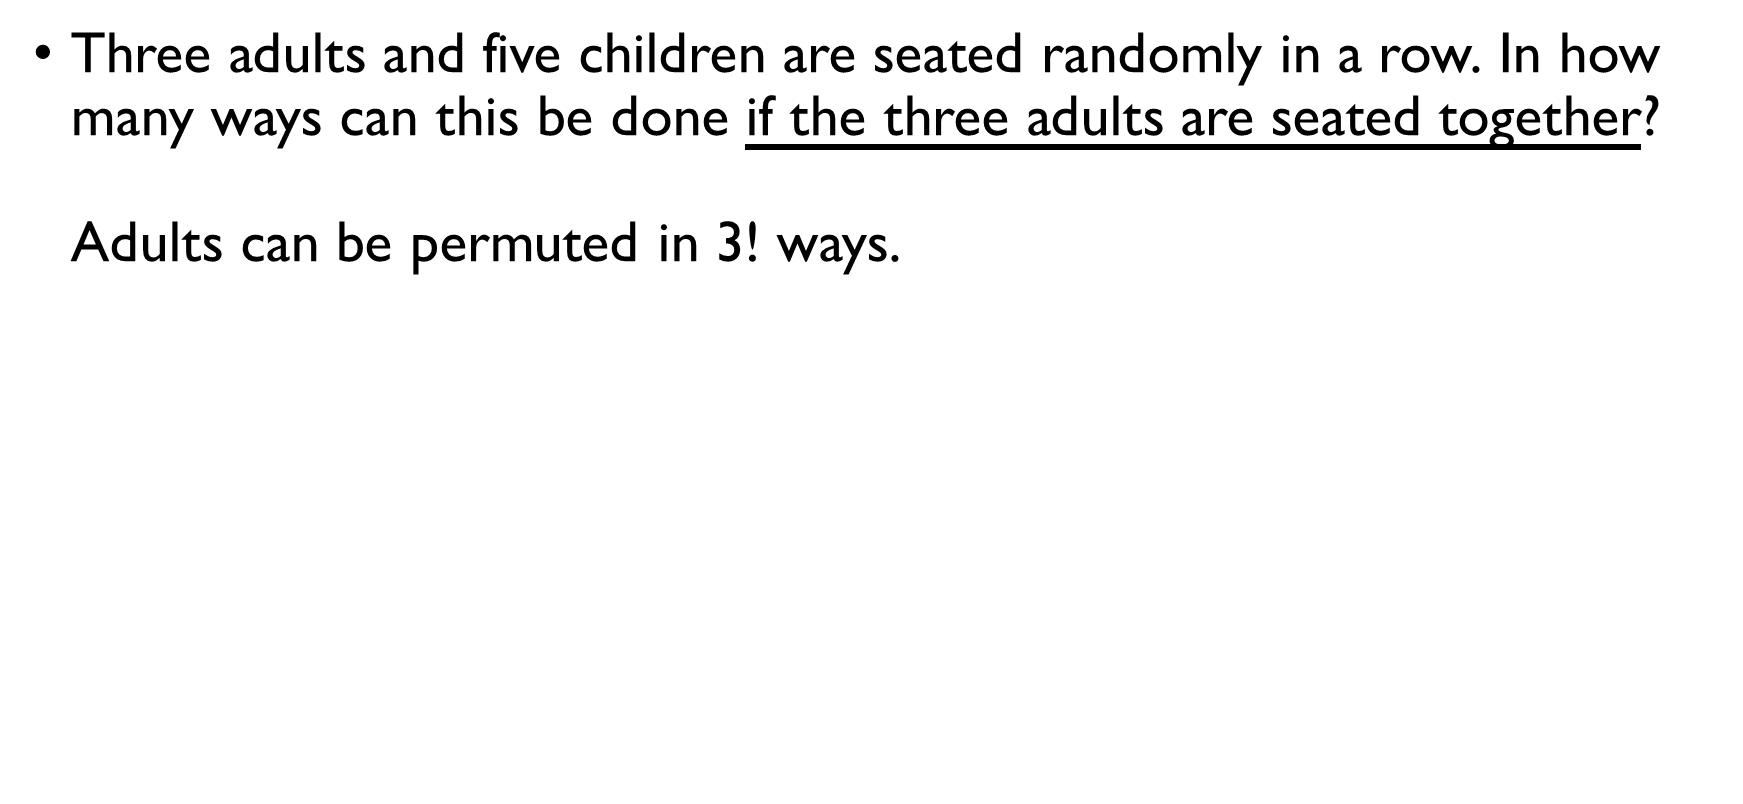 • Three adults and five children are seated randomly in a row. In how
many ways can this be done if the three adults are seated together?
Adults can be permuted in 3! ways.